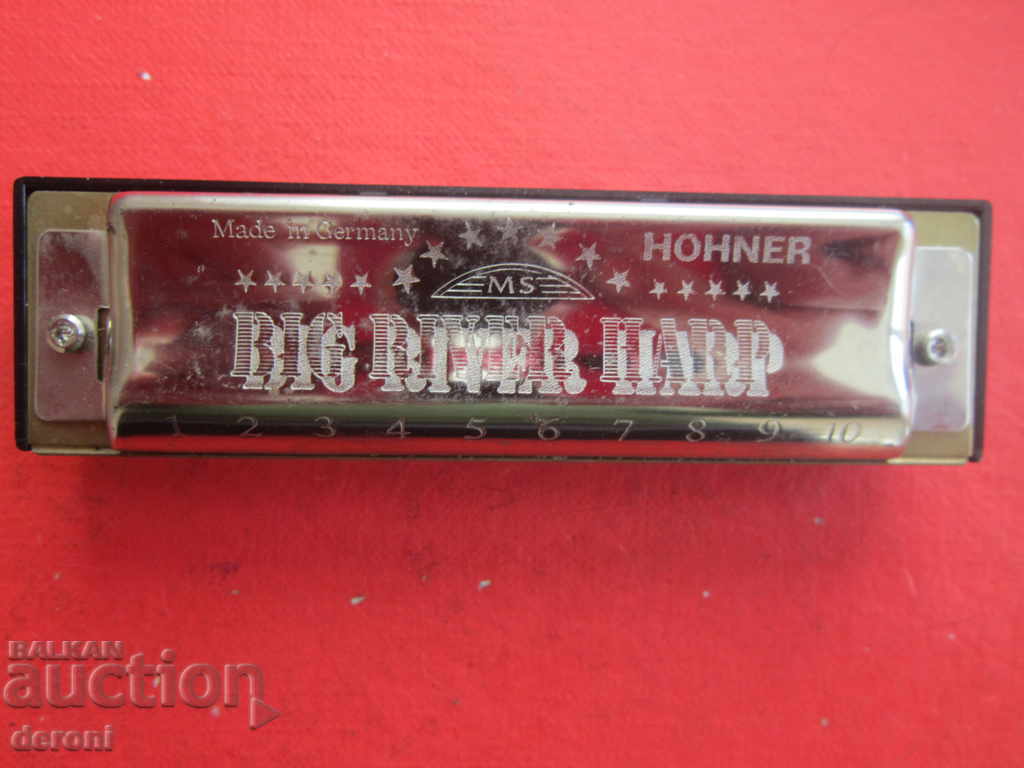 Made in Germany
HOHNER
MS
BIG RIVER HARP
1 2 3 4 5 6 7 8 9 10
BALKAN
auction
deroni